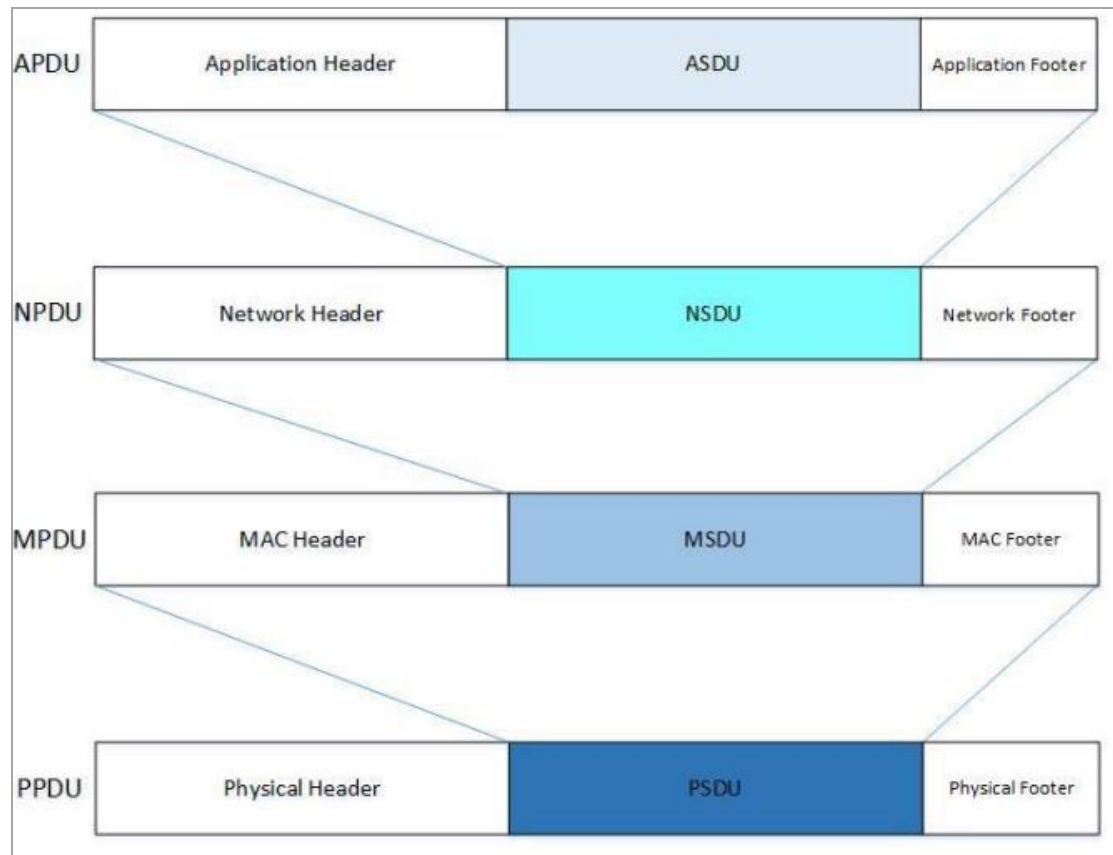 APDU
Application Header
ASDU
Application Footer
NPDU
Network Header
NSDU
Network Footer
MPDU
MAC Header
MSDU
MAC Footer
PPDU
Physical Header
PSDU
Physical Footer